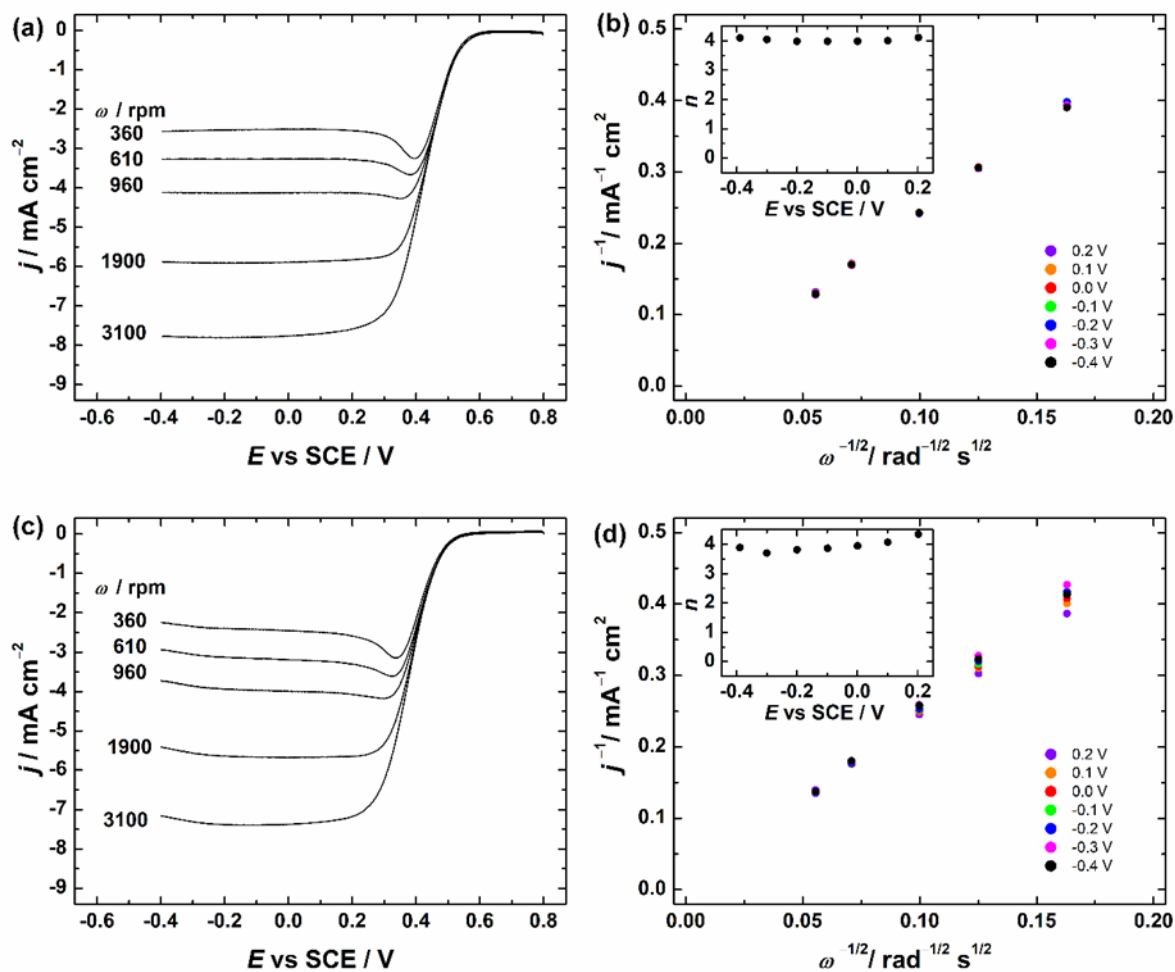 (a)
0
-1
-2
-3
-4
-5
-6
-7
-8
-9
j / mA cm⁻²
ω / rpm
360
610
960
1900
3100
-0.6 -0.4 -0.2 0.0 0.2 0.4 0.6 0.8
E vs SCE / V
(b)
0.5
0.4
0.3
0.2
0.1
0.0
j⁻¹/ mA⁻¹ cm²
4
3
2
1
0
n
-0.4 -0.2 0.0 0.2
E vs SCE / V
0.2 V
0.1 V
0.0 V
-0.1 V
-0.2 V
-0.3 V
-0.4 V
0.00 0.05 0.10 0.15 0.20
ω⁻¹/²/ rad⁻¹/² s¹/²
(c)
0
-1
-2
-3
-4
-5
-6
-7
-8
-9
j / mA cm⁻²
ω / rpm
360
610
960
1900
3100
-0.6 -0.4 -0.2 0.0 0.2 0.4 0.6 0.8
E vs SCE / V
(d)
0.5
0.4
0.3
0.2
0.1
0.0
j⁻¹/ mA⁻¹ cm²
4
3
2
1
0
n
-0.4 -0.2 0.0 0.2
E vs SCE / V
0.2 V
0.1 V
0.0 V
-0.1 V
-0.2 V
-0.3 V
-0.4 V
0.00 0.05 0.10 0.15 0.20
ω⁻¹/²/ rad⁻¹/² s¹/²